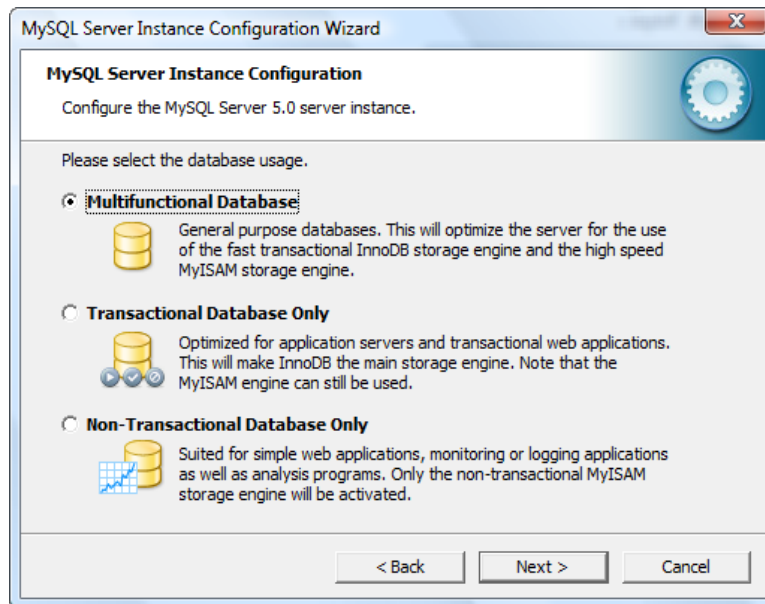 MySQL Server Instance Configuration Wizard
MySQL Server Instance Configuration
Configure the MySQL Server 5.0 server instance.
Please select the database usage.
Multifunctional Database
General purpose databases. This will optimize the server for the use
of the fast transactional InnoDB storage engine and the high speed
MyISAM storage engine.
Transactional Database Only
Optimized for application servers and transactional web applications.
This will make InnoDB the main storage engine. Note that the
MyISAM engine can still be used.
Non-Transactional Database Only
Suited for simple web applications, monitoring or logging applications
as well as analysis programs. Only the non-transactional MyISAM
storage engine will be activated.
< Back
Next >
Cancel